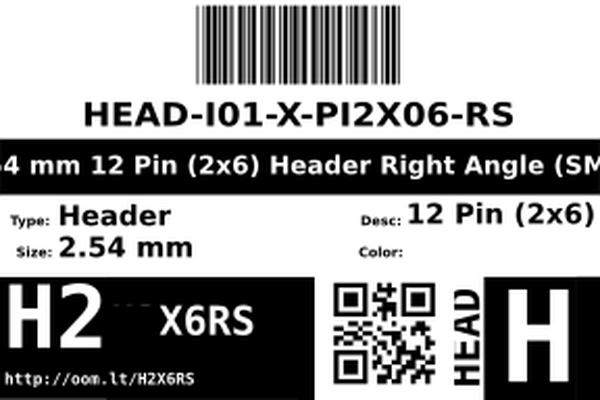 HEAD-I01-X-PI2X06-RS
54 mm 12 Pin (2x6) Header Right Angle (SM
Type: Header
Desc: 12 Pin (2x6)
Size: 2.54 mm
Color:
H2 X6RS
http://oom.lt/H2X6RS
HEAD
H